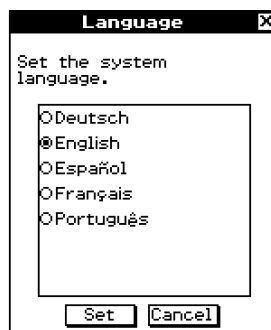 Language
Set the system
language.
Deutsch
English
Español
Français
Português
Set Cancel